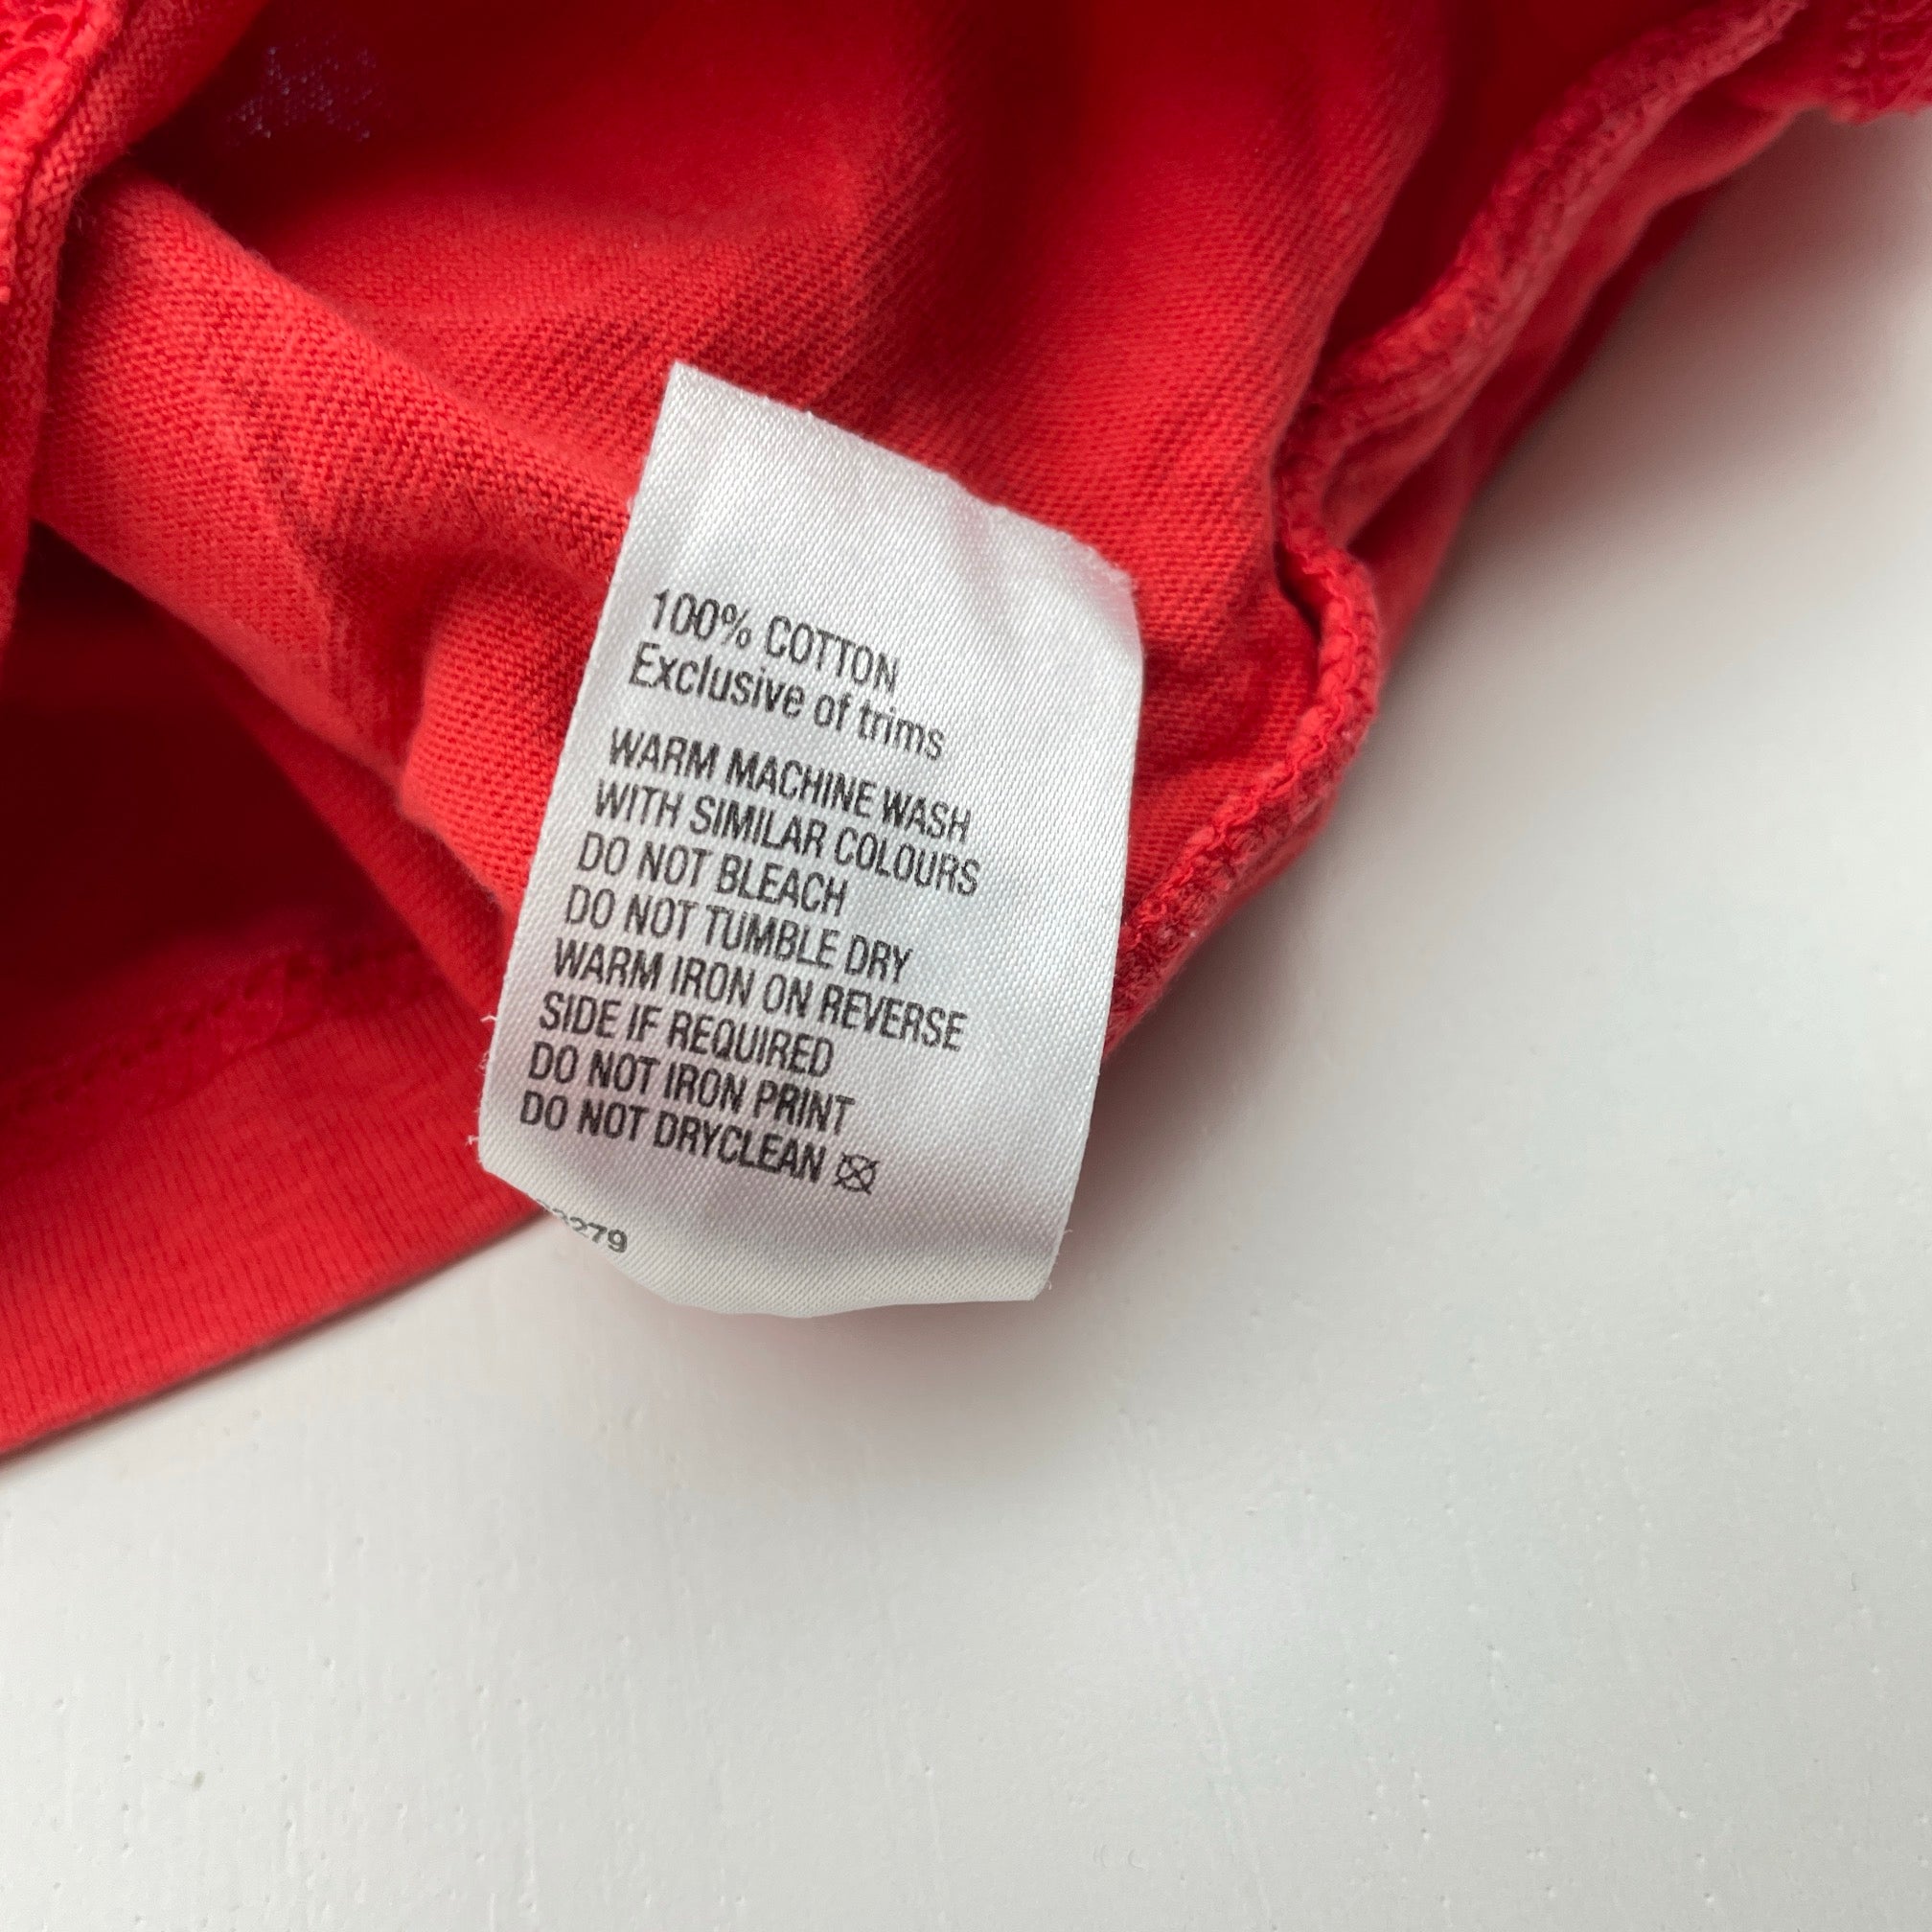 100% COTTON
Exclusive of trims
WARM MACHINE WASH
WITH SIMILAR COLOURS
DO NOT BLEACH
DO NOT TUMBLE DRY
WARM IRON ON REVERSE
SIDE IF REQUIRED
DO NOT IRON PRINT
DO NOT DRYCLEAN